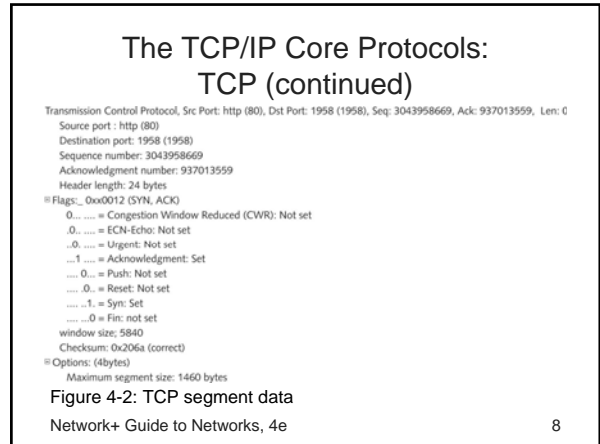 The TCP/IP Core Protocols:
TCP (continued)
Transmission Control Protocol, Src Port: http (80), Dst Port: 1958 (1958), Seq: 3043958669, Ack: 937013559, Len: 0
Source port : http (80)
Destination port: 1958 (1958)
Sequence number: 3043958669
Acknowledgment number: 937013559
Header length: 24 bytes
Flags:_ 0xx0012 (SYN, ACK)
0... .... = Congestion Window Reduced (CWR): Not set
.0.. .... = ECN-Echo: Not set
..0. .... = Urgent: Not set
...1 .... = Acknowledgment: Set
.... 0... = Push: Not set
.... .0.. = Reset: Not set
.... ..1. = Syn: Set
.... ...0 = Fin: not set
window size; 5840
Checksum: 0x206a (correct)
Options: (4bytes)
Maximum segment size: 1460 bytes
Figure 4-2: TCP segment data
Network+ Guide to Networks, 4e 8